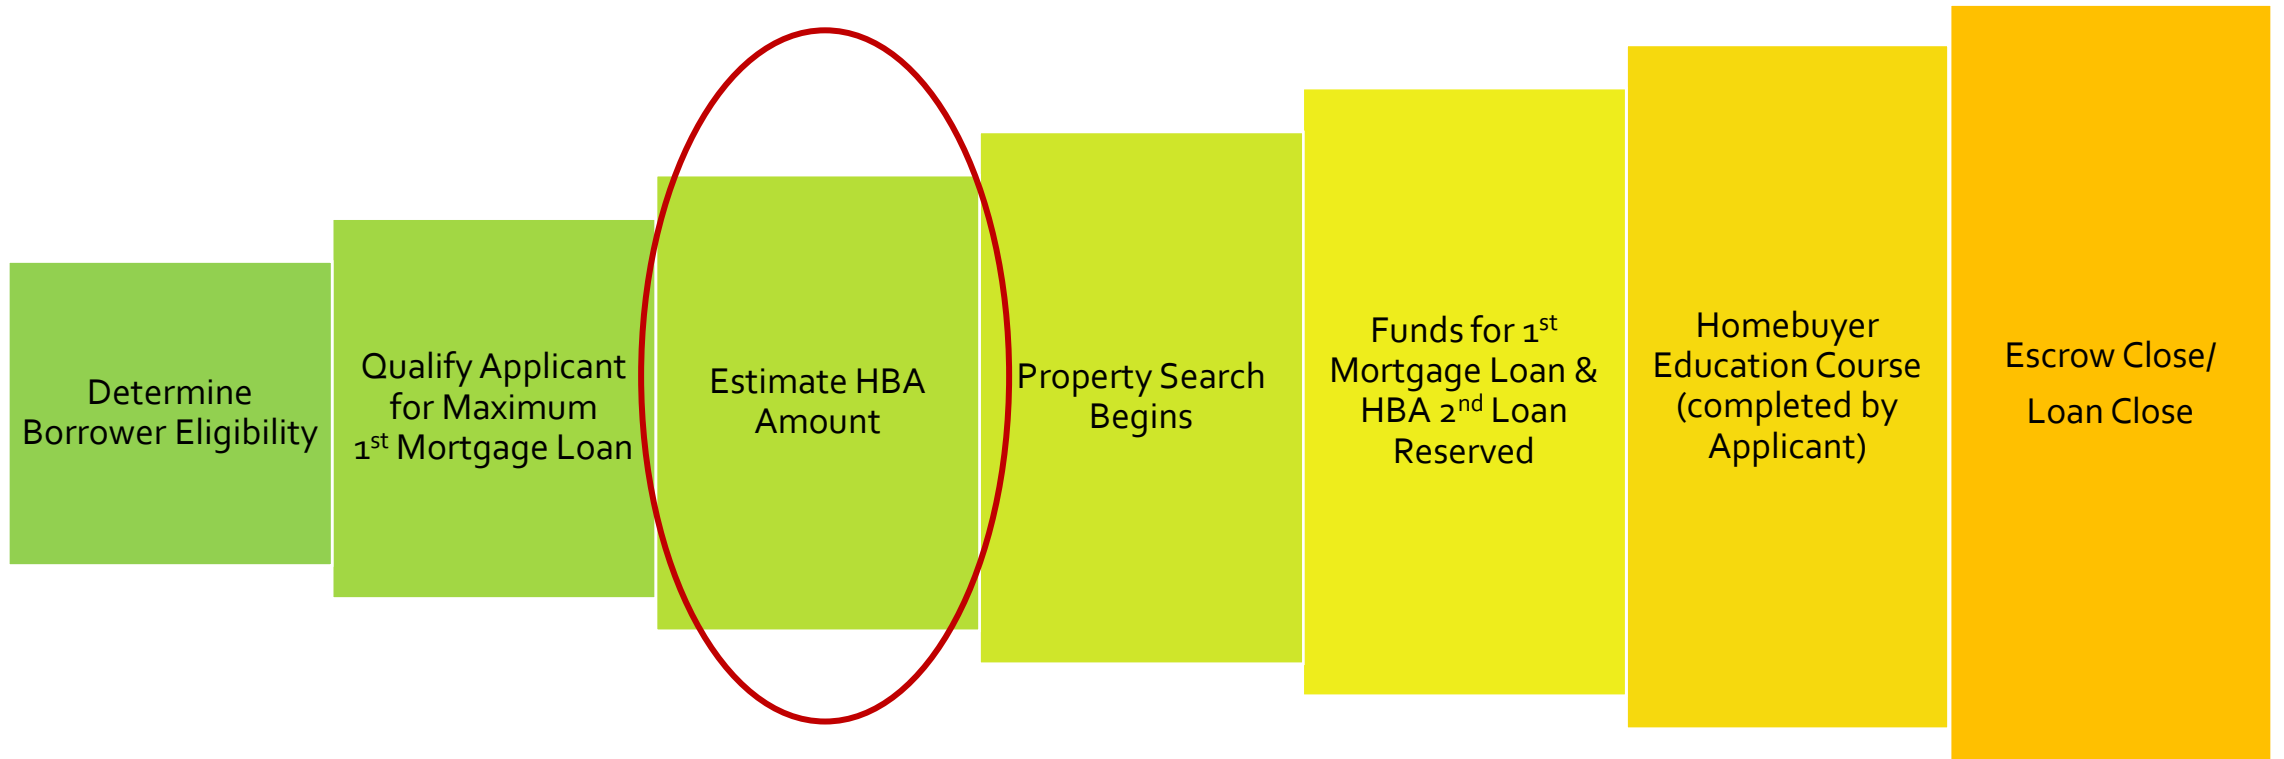 Determine
Borrower Eligibility
Qualify Applicant
for Maximum
1st Mortgage Loan
Estimate HBA
Amount
Property Search
Begins
Funds for 1st
Mortgage Loan &
HBA 2nd Loan
Reserved
Homebuyer
Education Course
(completed by
Applicant)
Escrow Close/
Loan Close